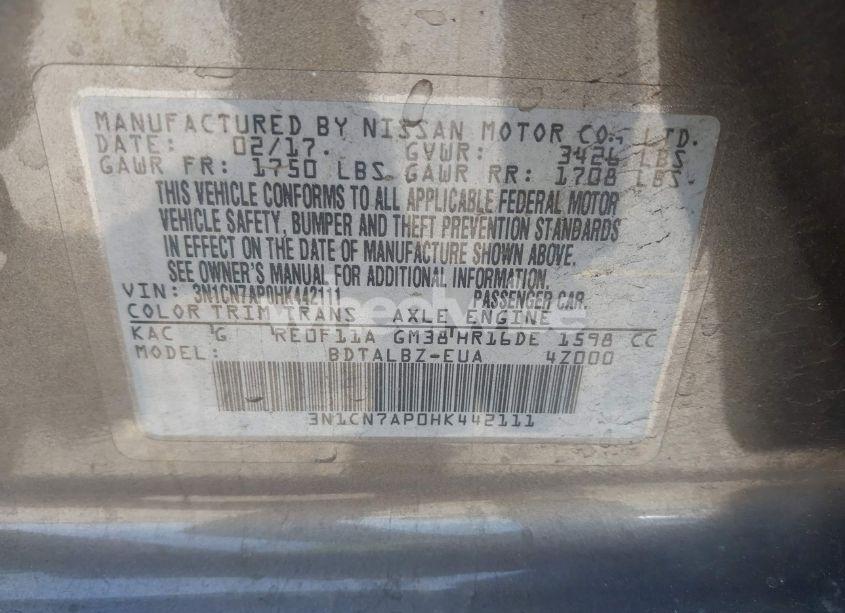 MANUFACTURED BY NISSAN MOTOR CO., LTD.
DATE: 02/17. GVWR: 3426 LBS
GAWR FR: 1750 LBS. GAWR RR: 1708 LBS.
THIS VEHICLE CONFORMS TO ALL APPLICABLE FEDERAL MOTOR
VEHICLE SAFETY, BUMPER AND THEFT PREVENTION STANDARDS
IN EFFECT ON THE DATE OF MANUFACTURE SHOWN ABOVE.
SEE OWNER'S MANUAL FOR ADDITIONAL INFORMATION.
VIN: 3N1CN7AP0HK442111 PASSENGER CAR.
COLOR TRIM TRANS AXLE ENGINE
KAC G RE0F11A GM38 HR16DE 1598 CC
MODEL: BDTALBZ-EUA 4Z000
3N1CN7AP0HK442111